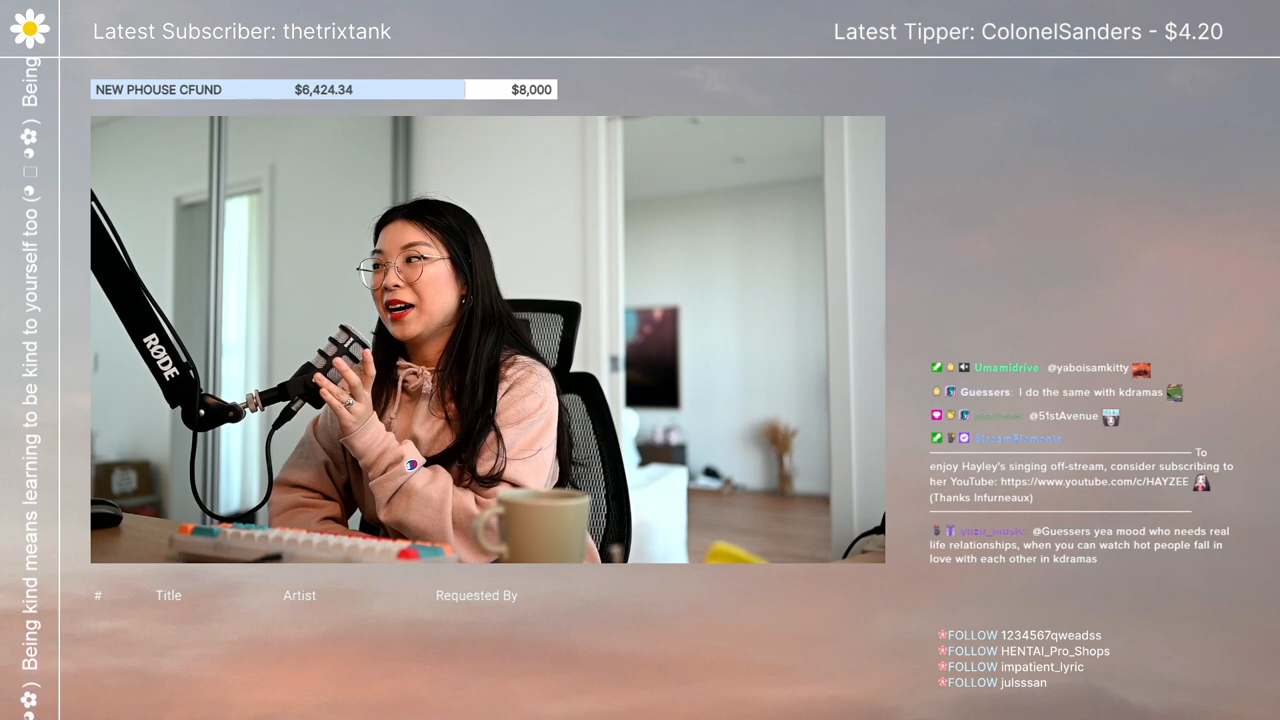 Latest Subscriber: thetrixtank
Latest Tipper: ColonelSanders - $4.20
Being kind means learning to be kind to yourself too
Being
NEW PHOUSE CFUND $6,424.34 $8,000
RØDE
Umamidrive: @yaboisamkitty
Guessers: I do the same with kdramas
@51stAvenue
StreamElements
To
enjoy Hayley's singing off-stream, consider subscribing to
her YouTube: https://www.youtube.com/c/HAYZEE
(Thanks Infurneaux)
yuzu_music: @Guessers yea mood who needs real
life relationships, when you can watch hot people fall in
love with each other in kdramas
# Title Artist Requested By
FOLLOW 1234567qweadss
FOLLOW HENTAI_Pro_Shops
FOLLOW impatient_lyric
FOLLOW julsssan